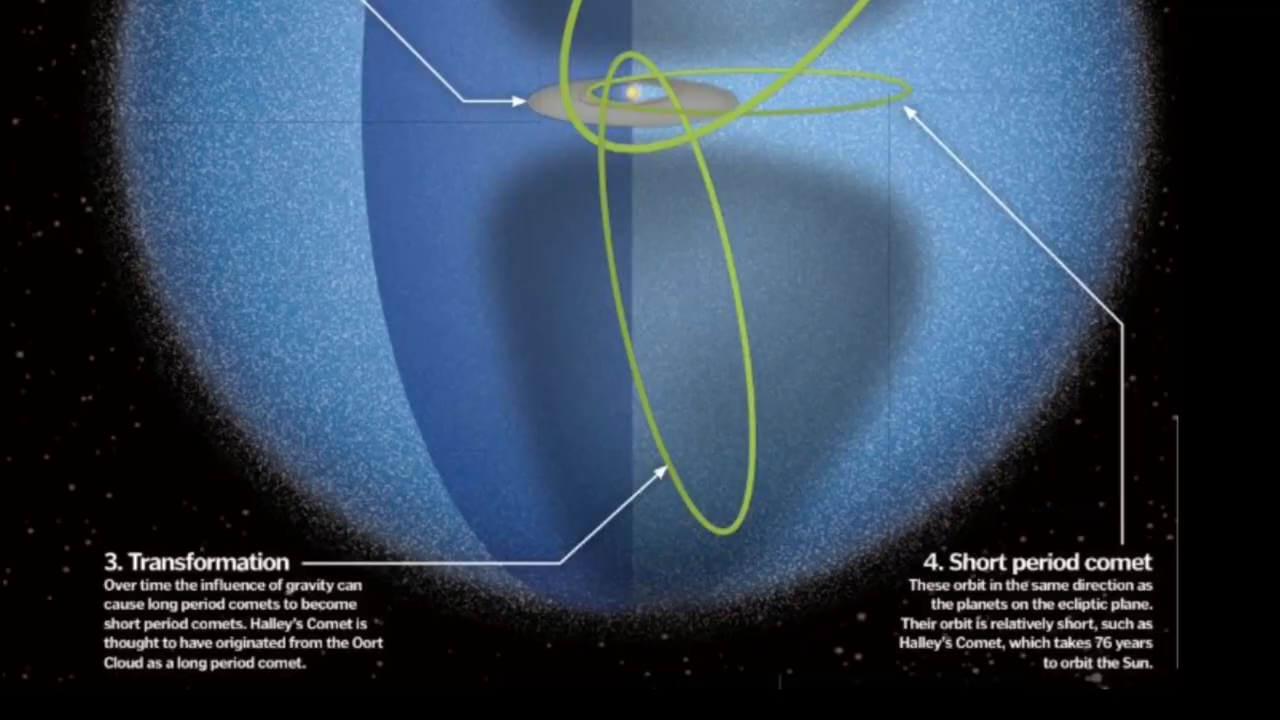 3. Transformation
Over time the influence of gravity can
cause long period comets to become
short period comets. Halley's Comet is
thought to have originated from the Oort
Cloud as a long period comet.
4. Short period comet
These orbit in the same direction as
the planets on the ecliptic plane.
Their orbit is relatively short, such as
Halley's Comet, which takes 76 years
to orbit the Sun.